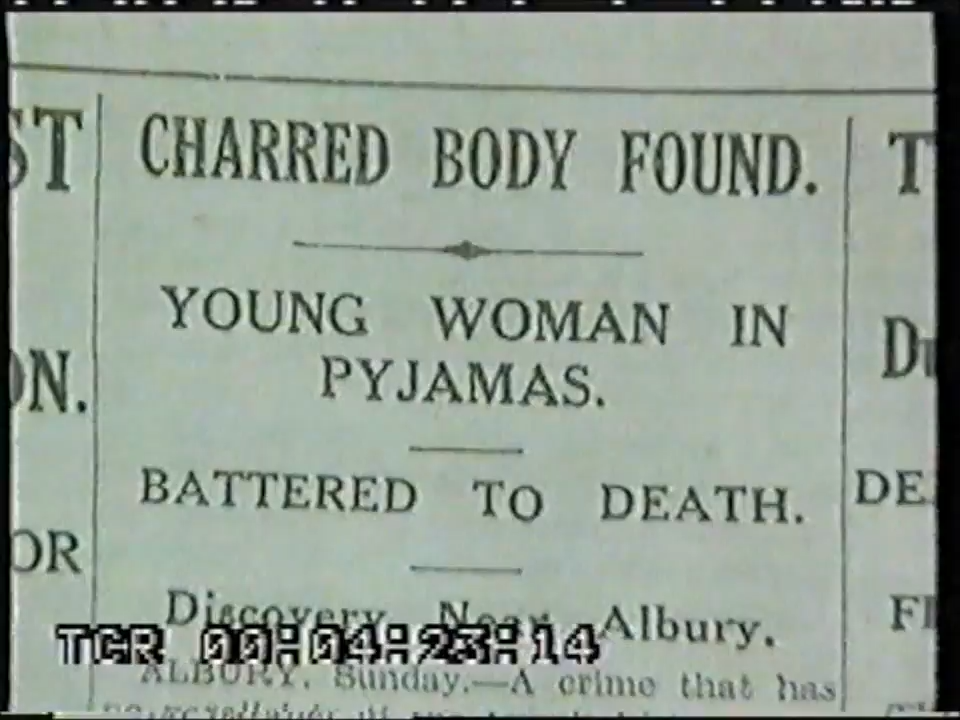 ST
CHARRED BODY FOUND.
T
YOUNG WOMAN IN
PYJAMAS.
ON.
BATTERED TO DEATH.
DE
OR
Discovery Near Albury.
FI
TCR 00:04:23:14
ALBURY, Sunday.—A crime that has